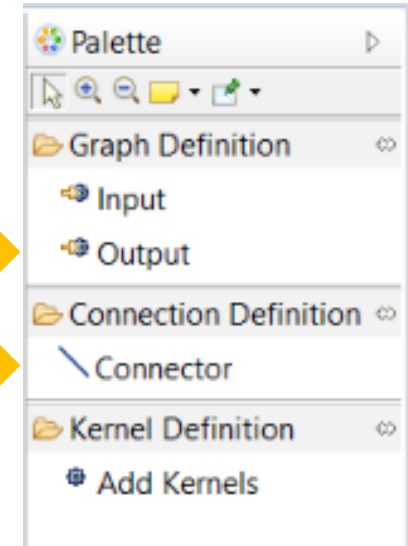 Palette
Graph Definition
Input
Output
Connection Definition
Connector
Kernel Definition
Add Kernels